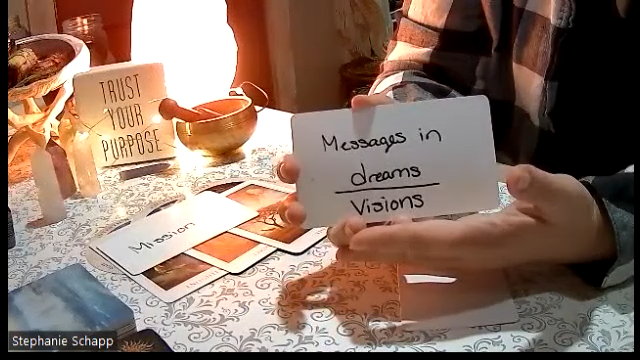 TRUST
YOUR
PURPOSE
Messages in
dreams
Visions
Mission
Stephanie Schapp